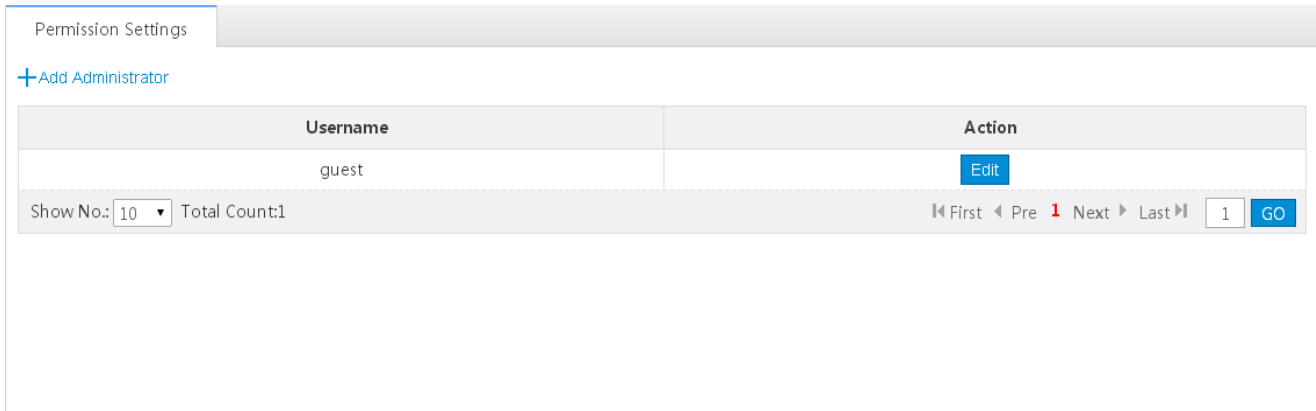 Permission Settings
Add Administrator
Username Action
guest Edit
Show No.: 10 Total Count:1 First Pre 1 Next Last 1 GO